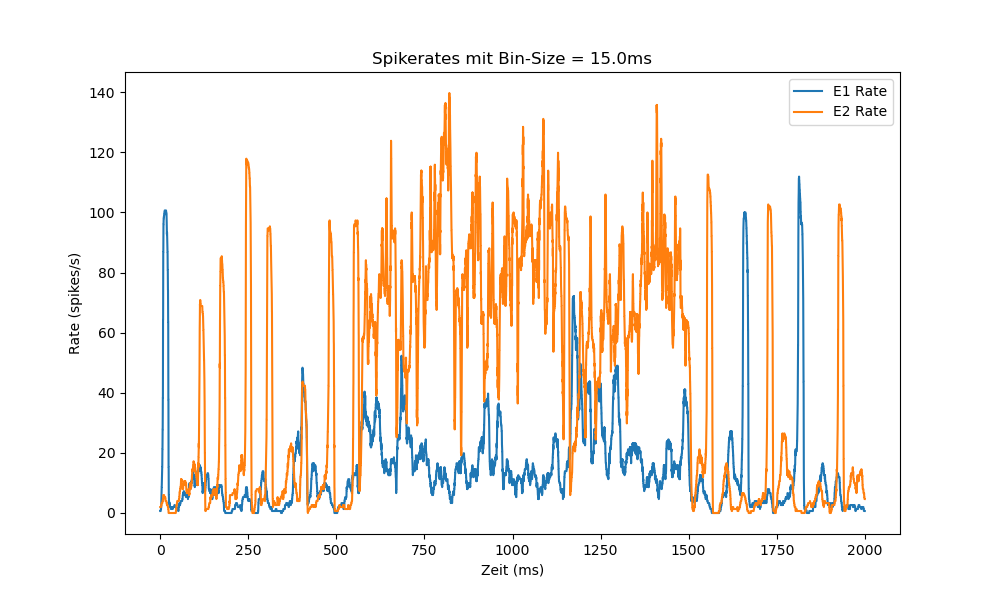 Spikerates mit Bin-Size = 15.0ms
E1 Rate
E2 Rate
140
120
100
80
60
40
20
0
Rate (spikes/s)
0 250 500 750 1000 1250 1500 1750 2000
Zeit (ms)